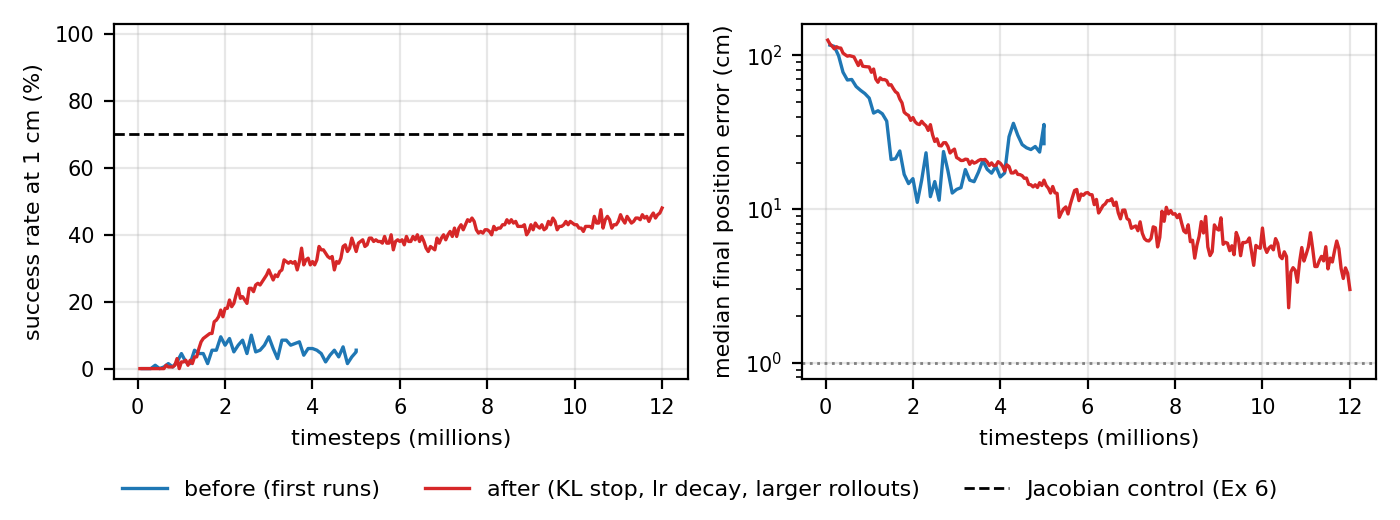 success rate at 1 cm (%)
100
80
60
40
20
0
0 2 4 6 8 10 12
timesteps (millions)
median final position error (cm)
10²
10¹
10⁰
0 2 4 6 8 10 12
timesteps (millions)
before (first runs) after (KL stop, lr decay, larger rollouts) Jacobian control (Ex 6)